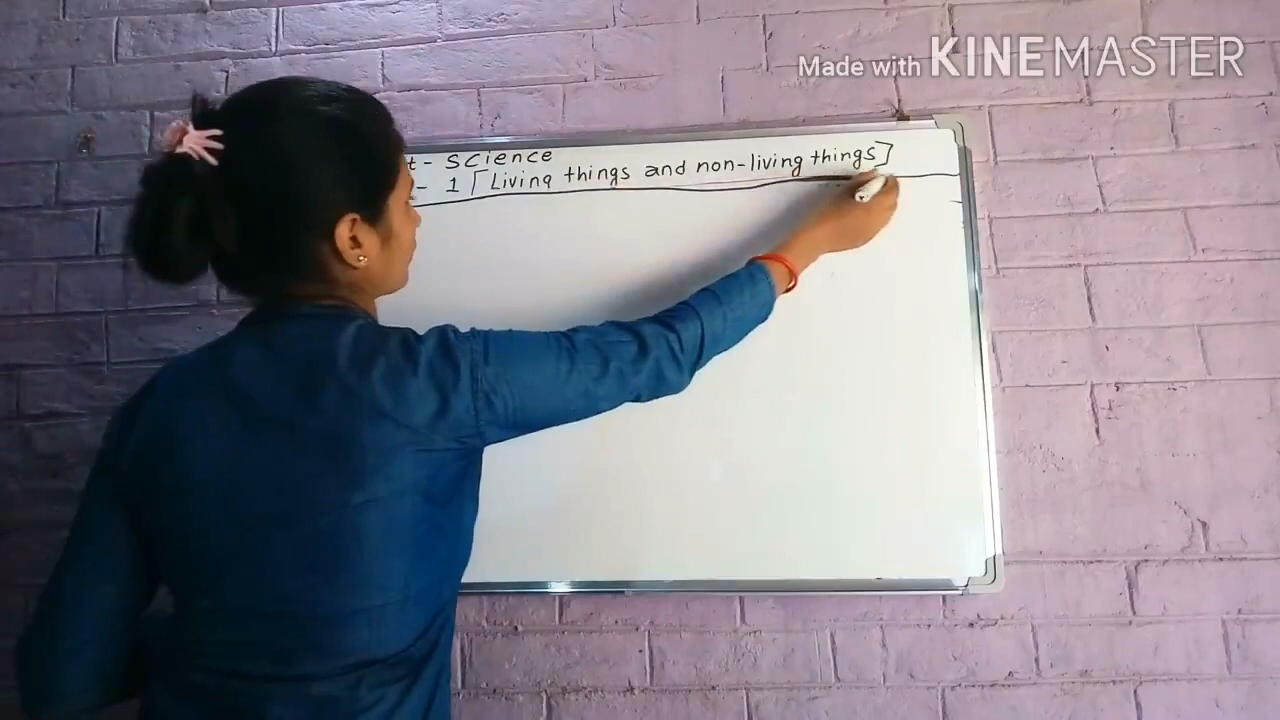 Made with KINEMASTER
t - Science
- 1 [Living things and non-living things]